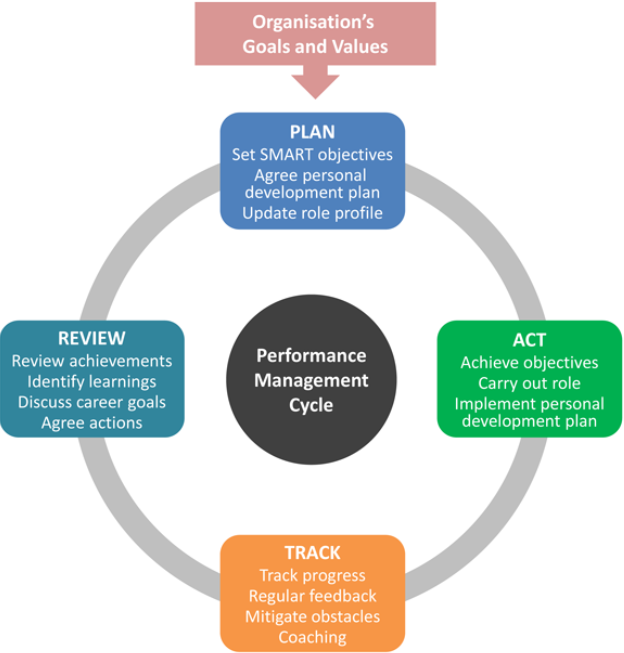 Organisation's
Goals and Values
PLAN
Set SMART objectives
Agree personal
development plan
Update role profile
REVIEW
Review achievements
Identify learnings
Discuss career goals
Agree actions
Performance
Management
Cycle
ACT
Achieve objectives
Carry out role
Implement personal
development plan
TRACK
Track progress
Regular feedback
Mitigate obstacles
Coaching